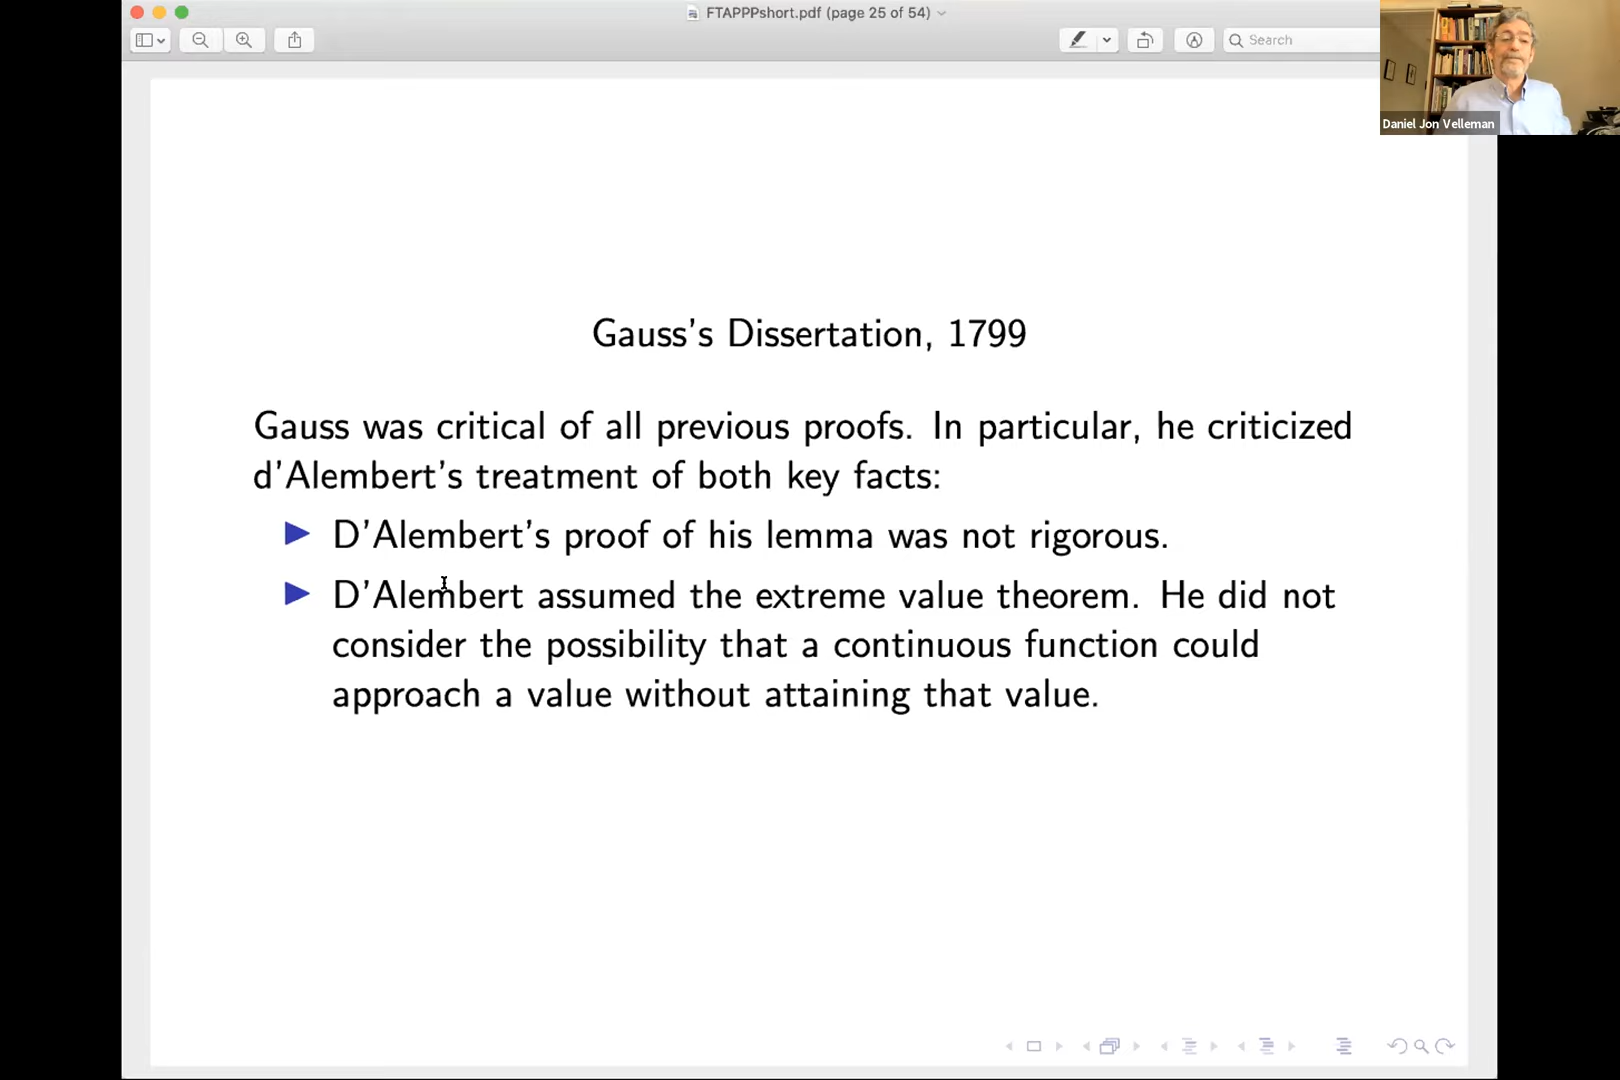 FTAPPPshort.pdf (page 25 of 54)
Search
Daniel Jon Velleman
Gauss's Dissertation, 1799
Gauss was critical of all previous proofs. In particular, he criticized
d'Alembert's treatment of both key facts:
D'Alembert's proof of his lemma was not rigorous.
D'Alembert assumed the extreme value theorem. He did not
consider the possibility that a continuous function could
approach a value without attaining that value.